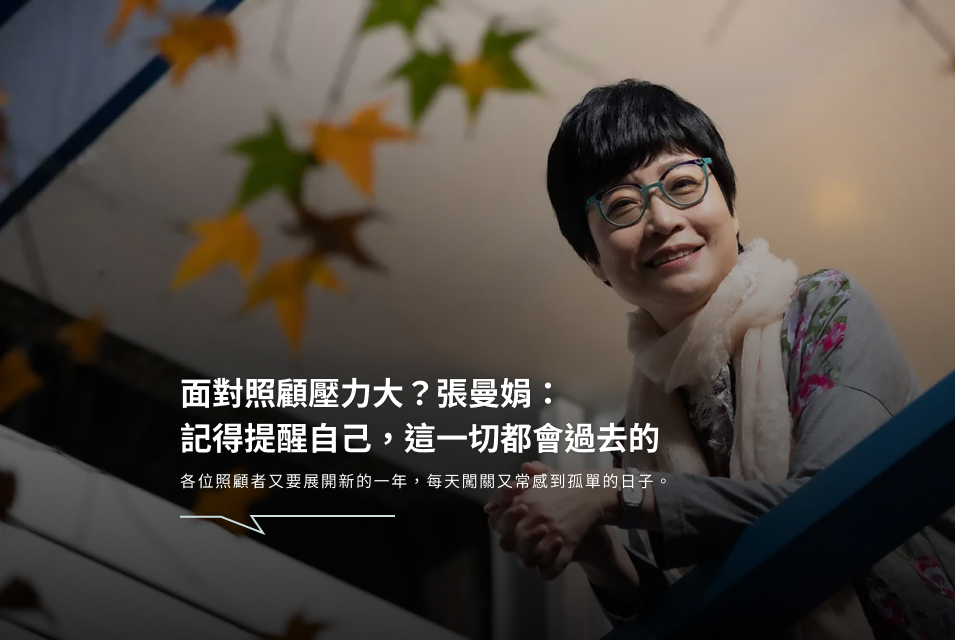 面對照顧壓力大？張曼娟：
記得提醒自己，這一切都會過去的
各位照顧者又要展開新的一年，每天闖關又常感到孤單的日子。